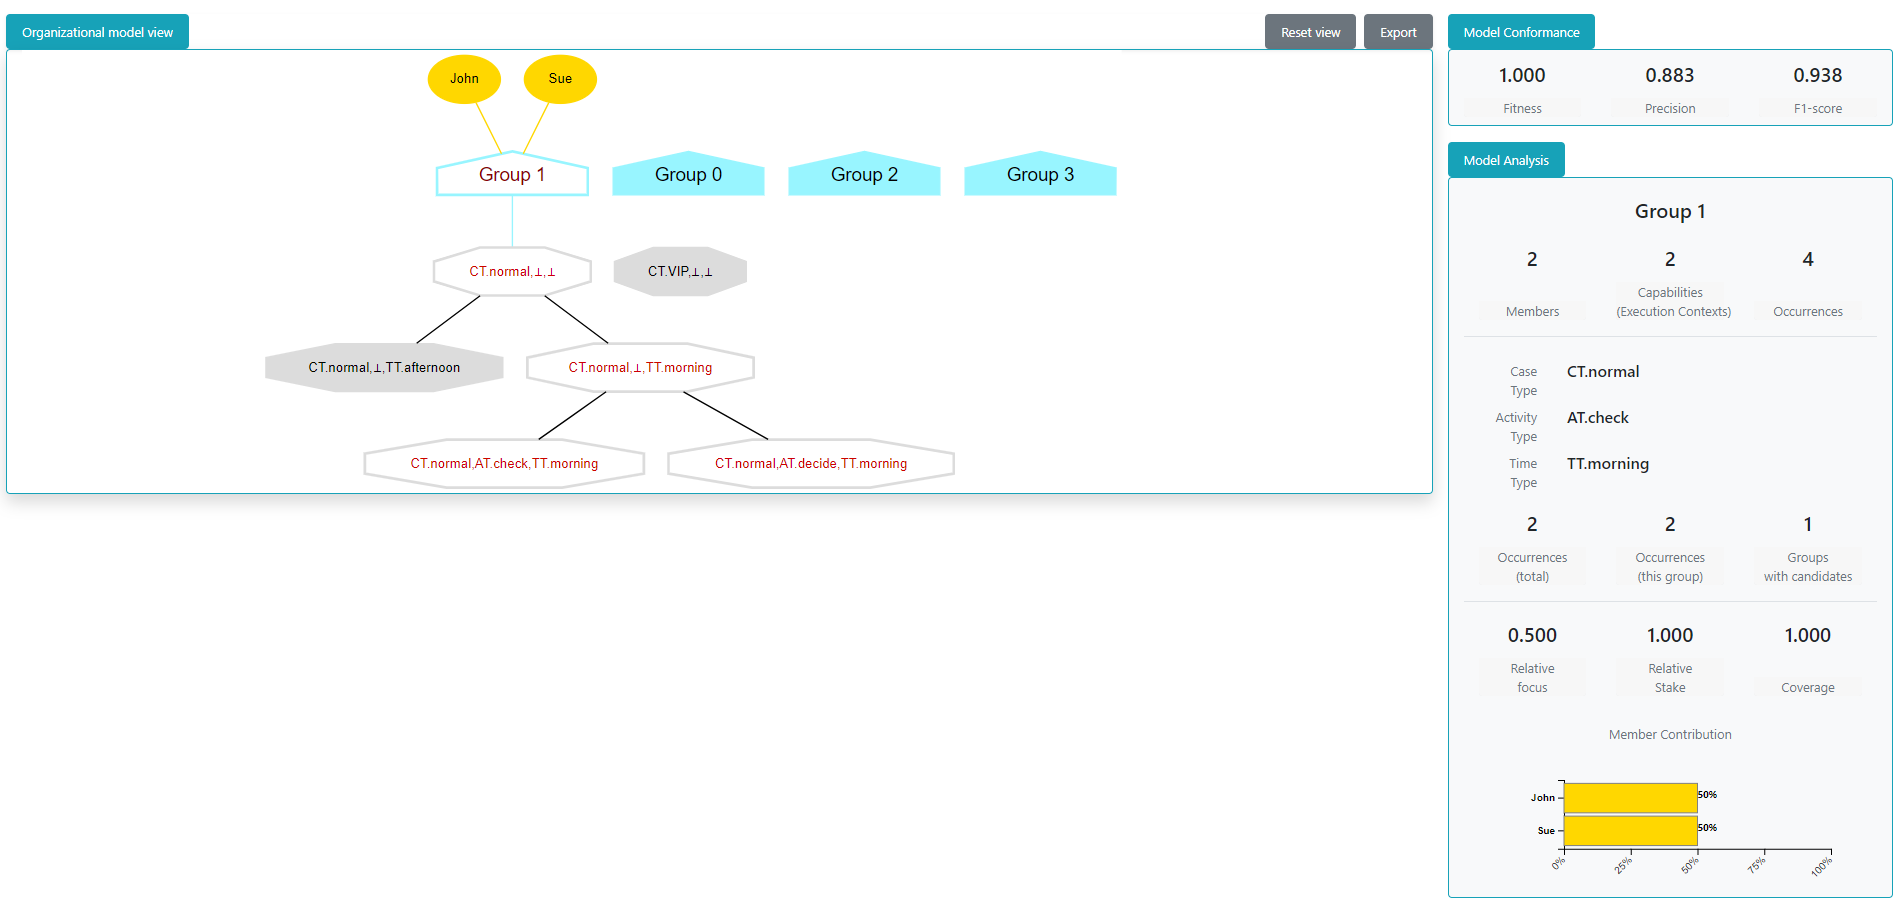 Organizational model view
Reset view
Export
John
Sue
Group 1
Group 0
Group 2
Group 3
CT.normal,⊥,⊥
CT.VIP,⊥,⊥
CT.normal,⊥,TT.afternoon
CT.normal,⊥,TT.morning
CT.normal,AT.check,TT.morning
CT.normal,AT.decide,TT.morning
Model Conformance
1.000
0.883
0.938
Fitness
Precision
F1-score
Model Analysis
Group 1
2
2
4
Members
Capabilities
(Execution Contexts)
Occurrences
Case
Type
CT.normal
Activity
Type
AT.check
Time
Type
TT.morning
2
2
1
Occurrences
(total)
Occurrences
(this group)
Groups
with candidates
0.500
1.000
1.000
Relative
focus
Relative
Stake
Coverage
Member Contribution
John
50%
Sue
50%
0%
25%
50%
75%
100%